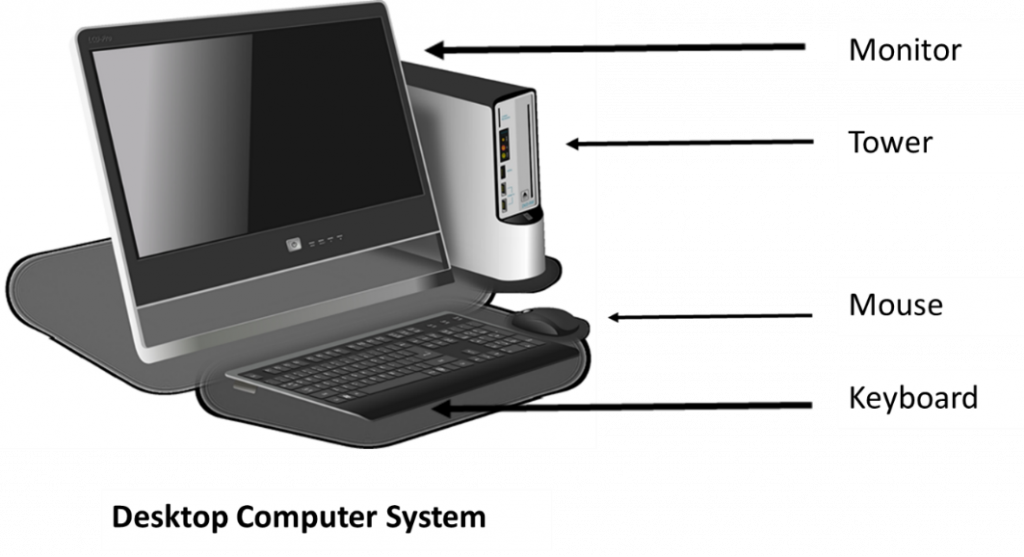 Monitor
Tower
Mouse
Keyboard
Desktop Computer System